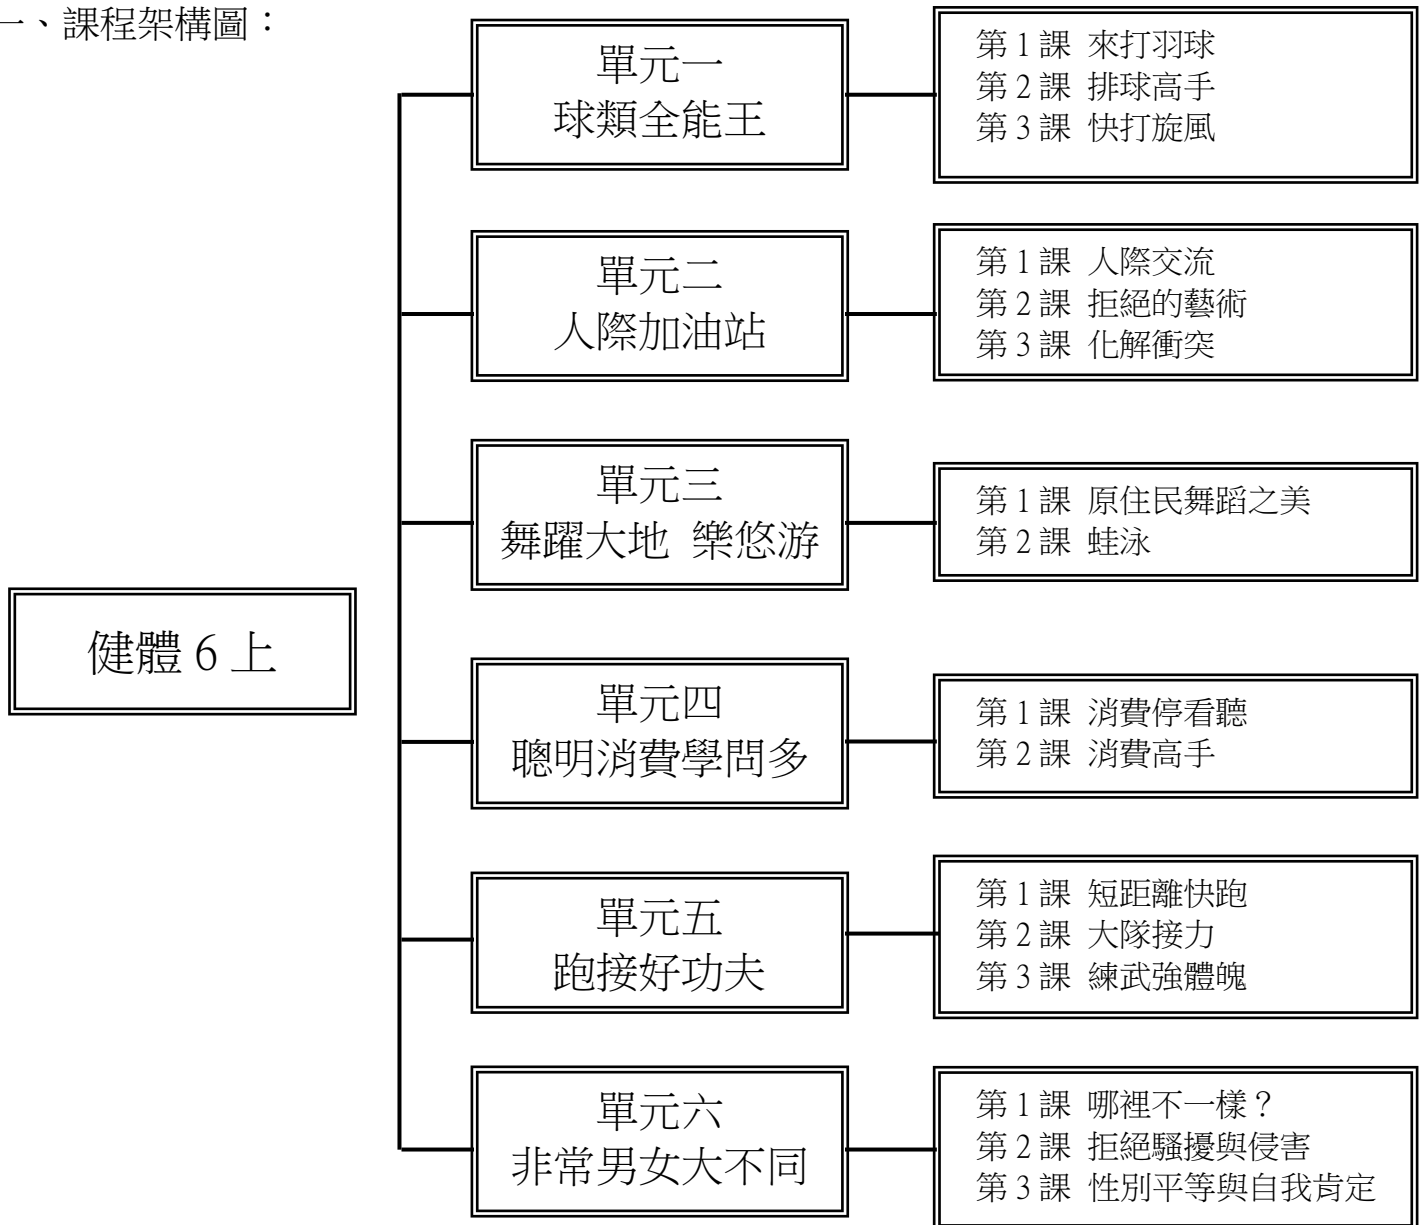 一、課程架構圖：
健體 6 上
單元一
球類全能王
第 1 課 來打羽球
第 2 課 排球高手
第 3 課 快打旋風
單元二
人際加油站
第 1 課 人際交流
第 2 課 拒絕的藝術
第 3 課 化解衝突
單元三
舞躍大地 樂悠游
第 1 課 原住民舞蹈之美
第 2 課 蛙泳
單元四
聰明消費學問多
第 1 課 消費停看聽
第 2 課 消費高手
單元五
跑接好功夫
第 1 課 短距離快跑
第 2 課 大隊接力
第 3 課 練武強體魄
單元六
非常男女大不同
第 1 課 哪裡不一樣？
第 2 課 拒絕騷擾與侵害
第 3 課 性別平等與自我肯定